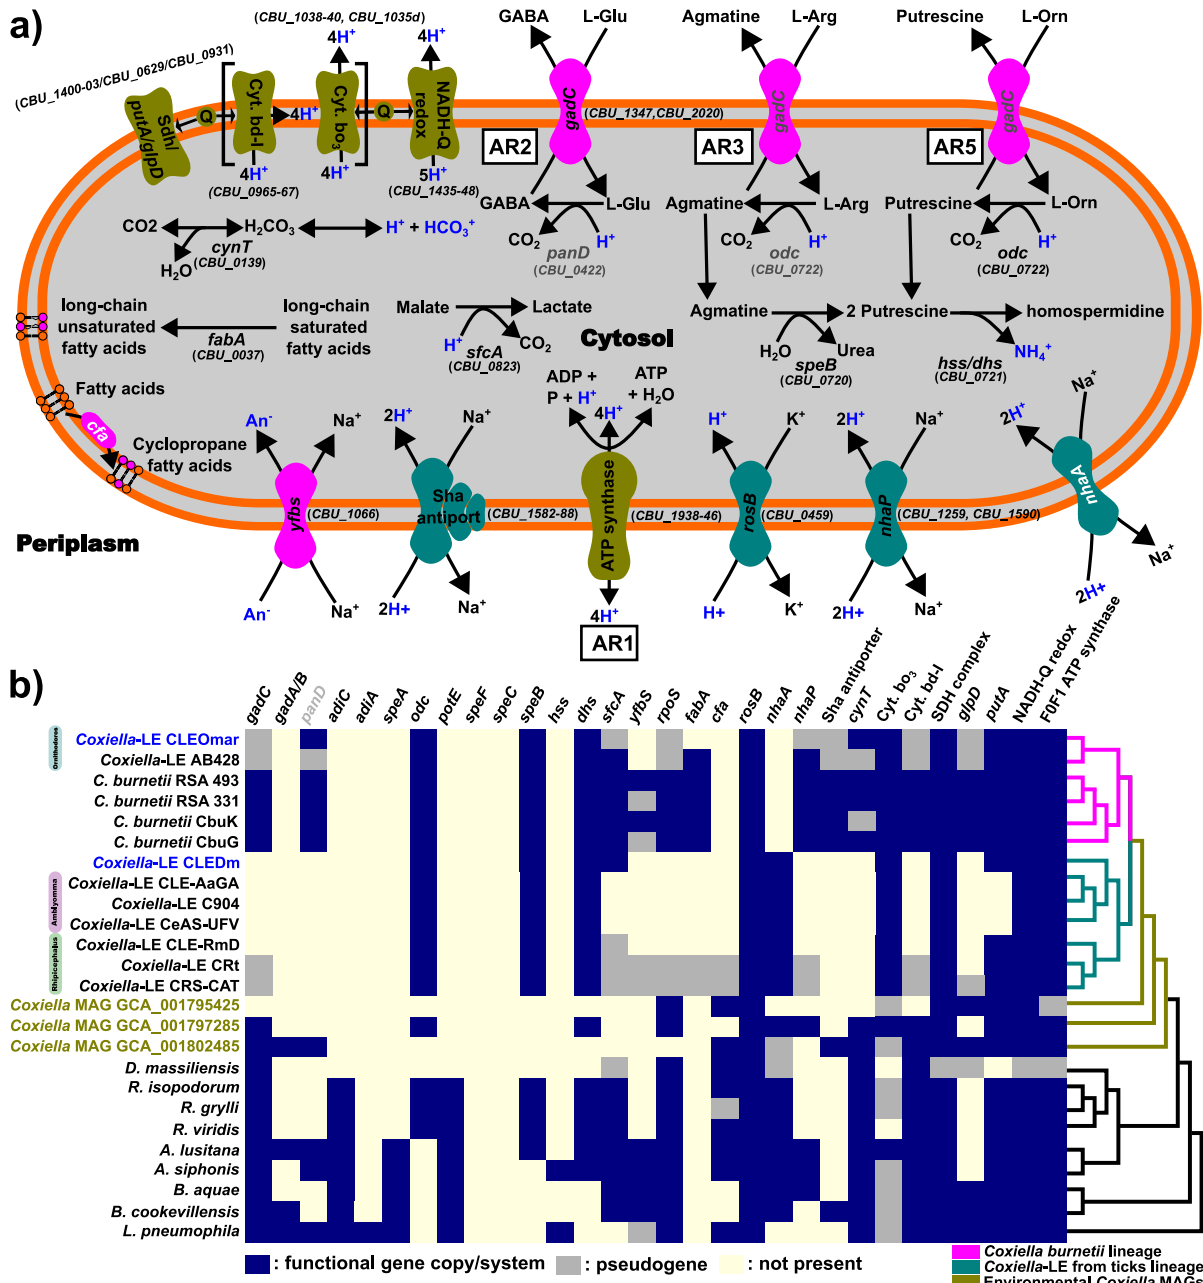 a)
(CBU_1038-40, CBU_1035d)
GABA L-Glu Agmatine L-Arg Putrescine L-Orn
4H+ 4H+
(CBU_1400-03/CBU_0629/CBU_0931)
Sdh/ putA/glpD
Q
Cyt. bd-I
4H+
Cyt. bo3
Q
NADH-Q redox
gadC
(CBU_1347,CBU_2020)
gadC
gadC
AR2 AR3 AR5
4H+ 4H+ 5H+
(CBU_0965-67) (CBU_1435-48)
GABA L-Glu Agmatine L-Arg Putrescine L-Orn
CO2 H2CO3 H+ + HCO3+
cynT
(CBU_0139)
H2O
CO2 H+ CO2 H+ CO2 H+
panD
(CBU_0422)
odc
(CBU_0722)
odc
(CBU_0722)
long-chain
unsaturated
fatty acids
long-chain
saturated
fatty acids
fabA
(CBU_0037)
Malate Lactate
H+ CO2
sfcA
(CBU_0823)
Cytosol
Agmatine 2 Putrescine homospermidine
H2O Urea NH4+
speB
(CBU_0720)
hss/dhs
(CBU_0721)
Fatty acids
cfa
Cyclopropane
fatty acids
ADP +
P + H+
4H+
ATP
+ H2O
An- Na+ 2H+ Na+ H+ K+ 2H+ Na+ 2H+ Na+
yfbs
(CBU_1066)
Sha
antiport
(CBU_1582-88)
ATP synthase
(CBU_1938-46)
rosB
(CBU_0459)
nhaP
(CBU_1259, CBU_1590)
nhaA
Periplasm
An- Na+ 2H+ Na+ 4H+ H+ K+ 2H+ Na+ 2H+ Na+
AR1
b)
gadC gadA/B panD adiC adiA speA odc potE speF speC speB hss dhs sfcA yfbS rpoS fabA cfa rosB nhaA nhaP Sha antiporter cynT Cyt. bo3 Cyt. bd-I SDH complex glpD putA NADH-Q redox F0F1 ATP synthase
Ornithodoros
Coxiella-LE CLEOmar
Coxiella-LE AB428
C. burnetii RSA 493
C. burnetii RSA 331
C. burnetii CbuK
C. burnetii CbuG
Coxiella-LE CLEDm
Amblyomma
Coxiella-LE CLE-AaGA
Coxiella-LE C904
Coxiella-LE CeAS-UFV
Rhipicephalus
Coxiella-LE CLE-RmD
Coxiella-LE CRt
Coxiella-LE CRS-CAT
Coxiella MAG GCA_001795425
Coxiella MAG GCA_001797285
Coxiella MAG GCA_001802485
D. massiliensis
R. isopodorum
R. grylli
R. viridis
A. lusitana
A. siphonis
B. aquae
B. cookevillensis
L. pneumophila
: functional gene copy/system : pseudogene : not present
Coxiella burnetii lineage
Coxiella-LE from ticks lineage
Environmental Coxiella MAGs